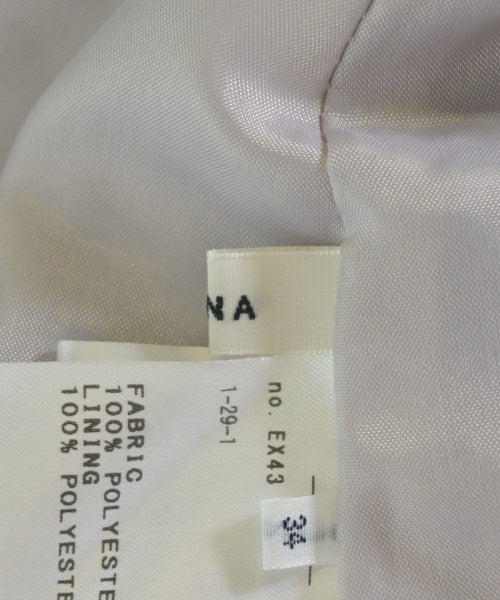 NA
no. EX43
1-29-1
34
FABRIC
100% POLYESTE
LINING
100% POLYESTE